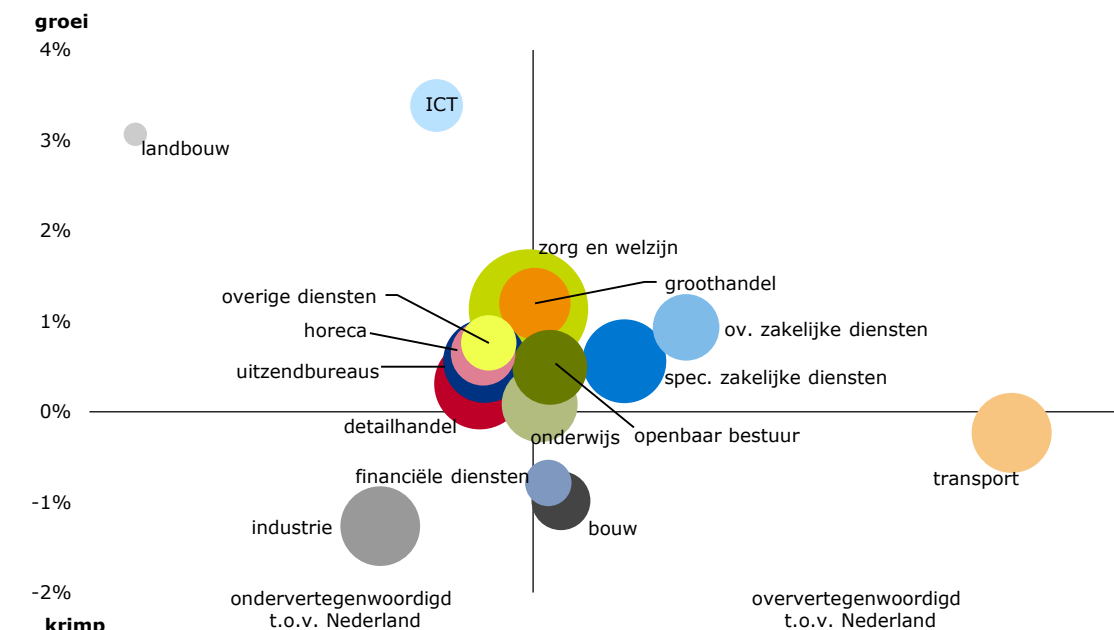 groei
4%
ICT
3%
landbouw
2%
zorg en welzijn
groothandel
overige diensten
1%
horeca
ov. zakelijke diensten
uitzendbureaus
spec. zakelijke diensten
0%
detailhandel
onderwijs
openbaar bestuur
financiële diensten
transport
-1%
industrie
bouw
-2%
ondervertegenwoordigd
t.o.v. Nederland
oververtegenwoordigd
t.o.v. Nederland
krimp